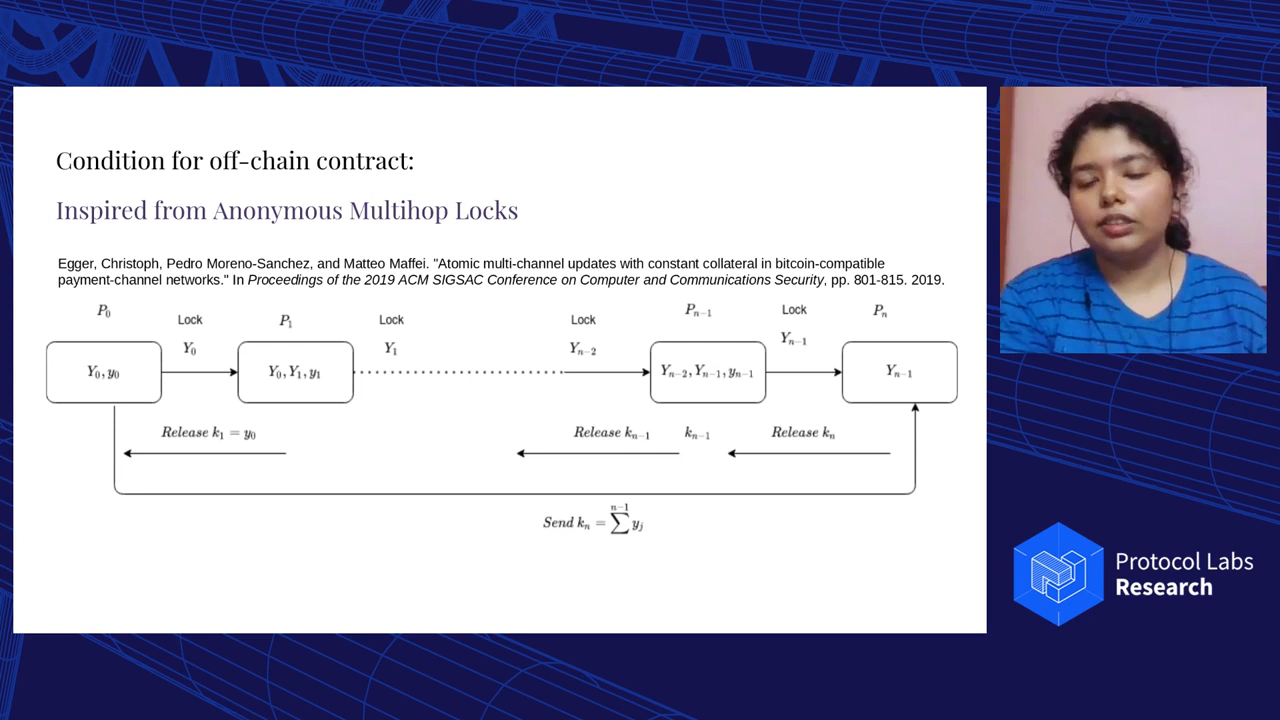 Condition for off-chain contract:
Inspired from Anonymous Multihop Locks
Egger, Christoph, Pedro Moreno-Sanchez, and Matteo Maffei. "Atomic multi-channel updates with constant collateral in bitcoin-compatible
payment-channel networks." In Proceedings of the 2019 ACM SIGSAC Conference on Computer and Communications Security, pp. 801-815. 2019.
P₀ Lock P₁ Lock Lock Pₙ₋₁ Lock Pₙ
Y₀ Y₁ Yₙ₋₂ Yₙ₋₁
Y₀, y₀ Y₀, Y₁, y₁ Yₙ₋₂, Yₙ₋₁, yₙ₋₁ Yₙ₋₁
Release k₁ = y₀ Release kₙ₋₁ kₙ₋₁ Release kₙ
Send kₙ = ∑ⁿ⁻¹ yⱼ
Protocol Labs
Research